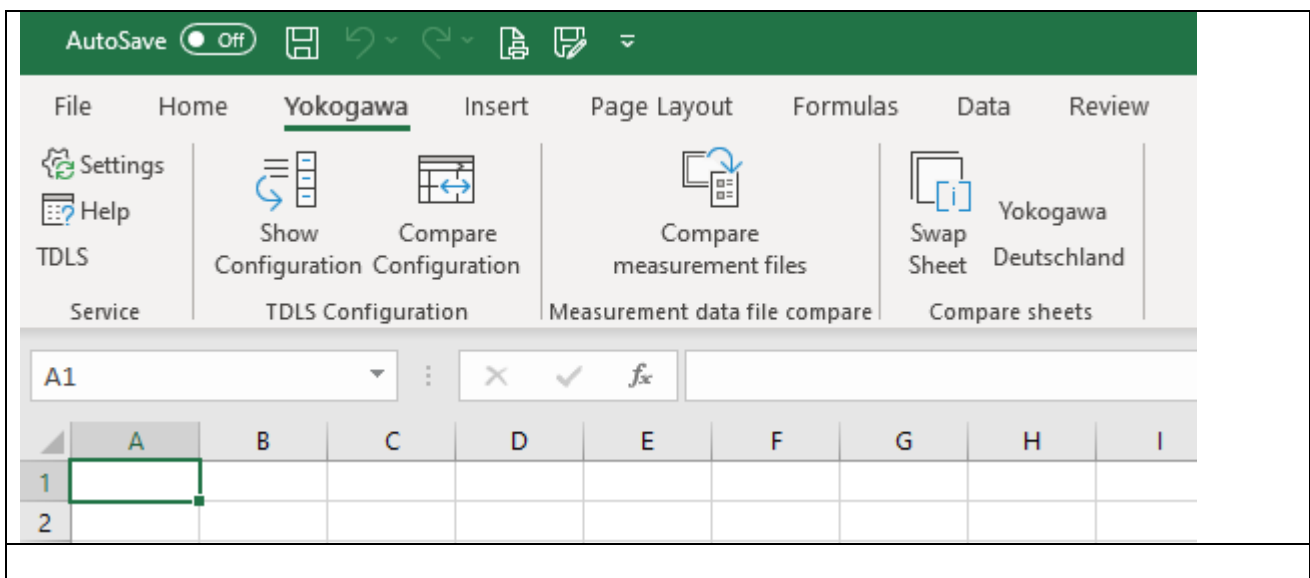 AutoSave Off
File Home Yokogawa Insert Page Layout Formulas Data Review
Settings
Help
TDLS
Show
Configuration
Compare
Configuration
Compare
measurement files
Swap
Sheet
Yokogawa
Deutschland
Service TDLS Configuration Measurement data file compare Compare sheets
A1 fx
A B C D E F G H I
1
2